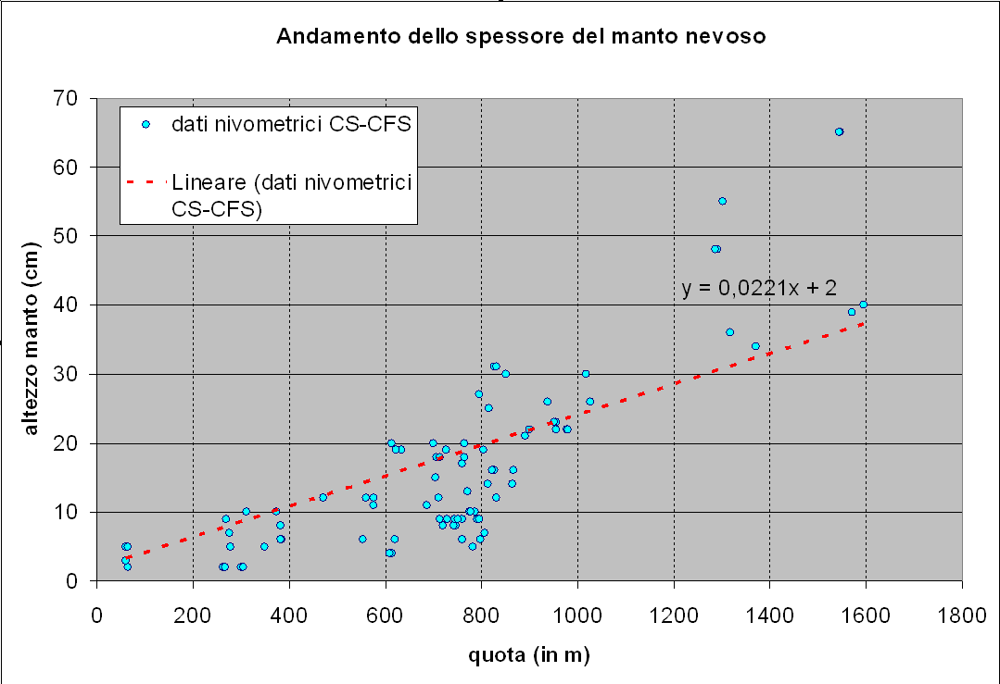 Andamento dello spessore del manto nevoso
70
60
50
40
30
20
10
0
altezzo manto (cm)
dati nivometrici CS-CFS
Lineare (dati nivometrici
CS-CFS)
y = 0,0221x + 2
0 200 400 600 800 1000 1200 1400 1600 1800
quota (in m)